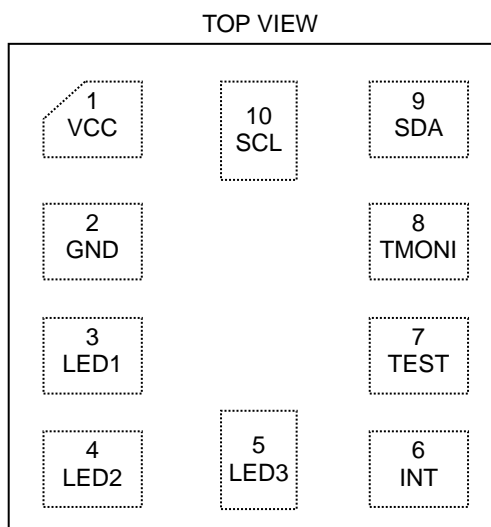 TOP VIEW
1
VCC
10
SCL
9
SDA
2
GND
8
TMONI
3
LED1
7
TEST
4
LED2
5
LED3
6
INT